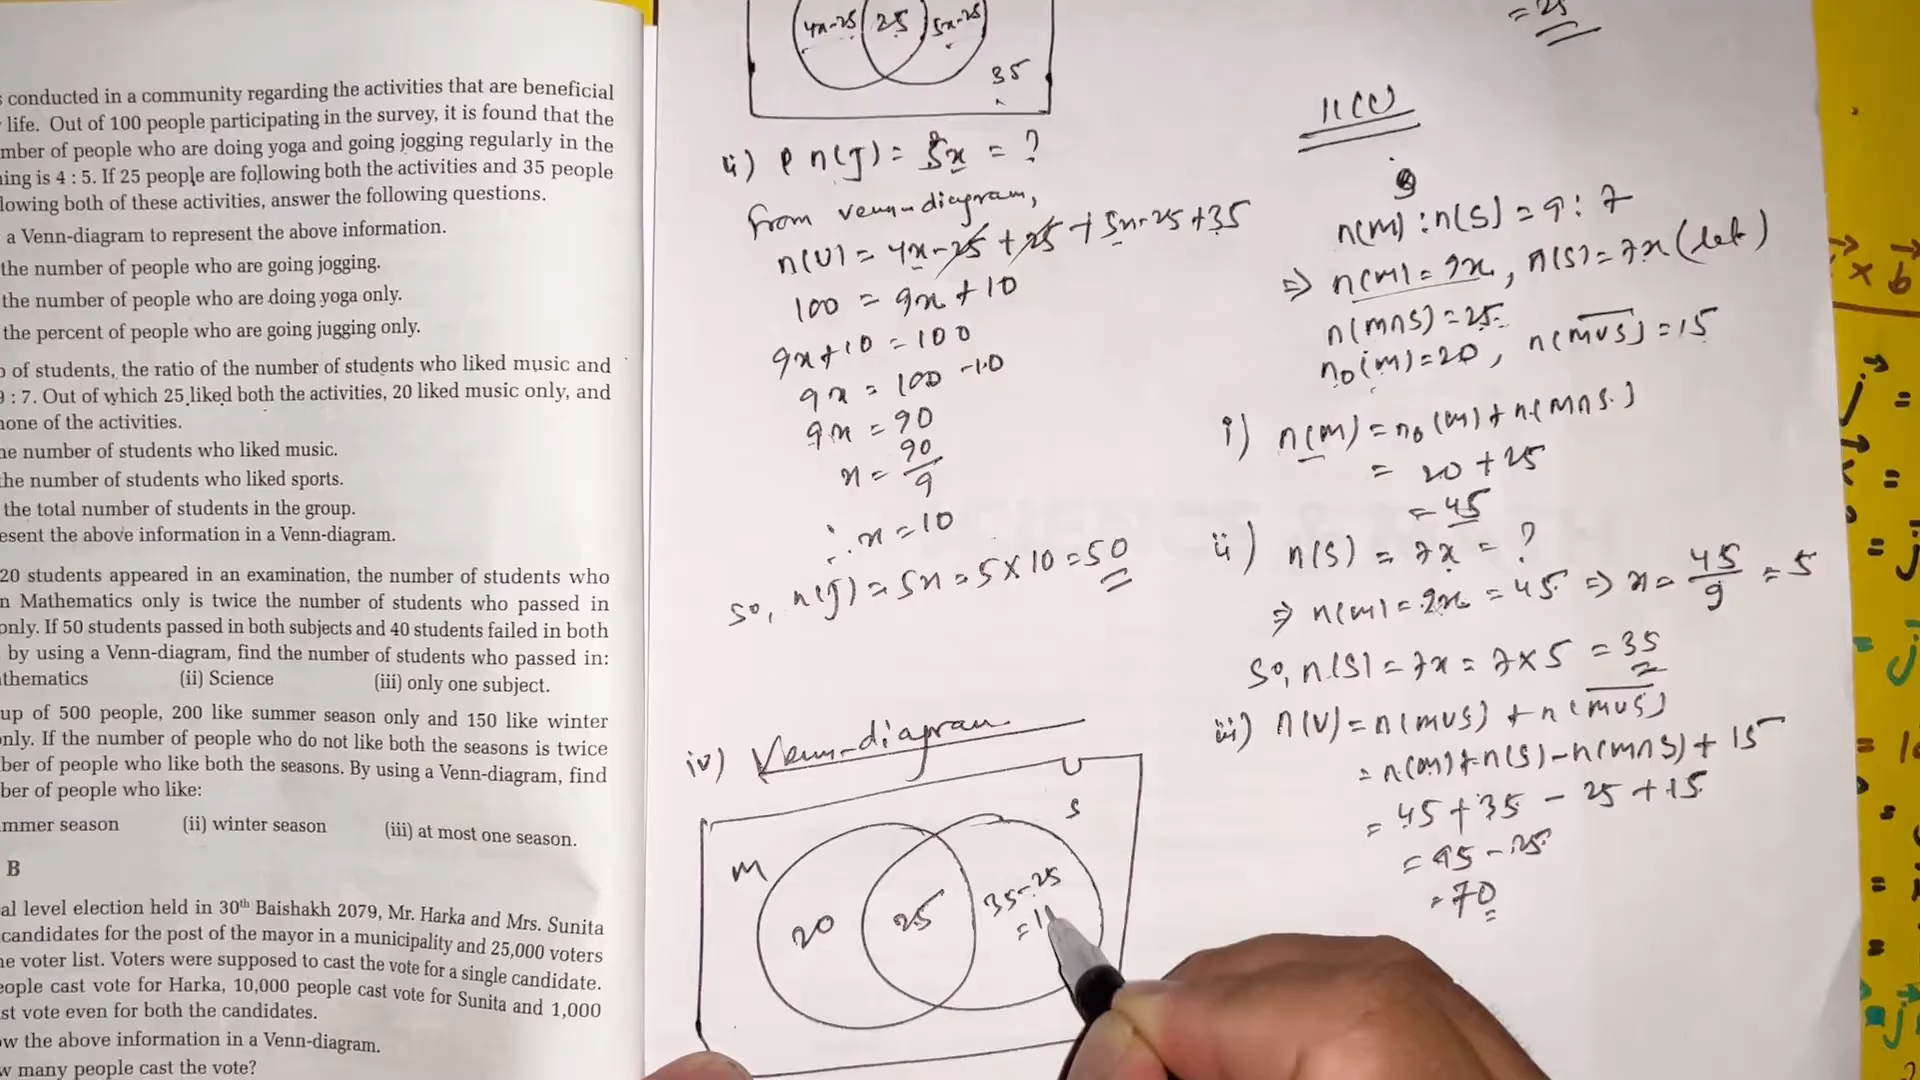 s conducted in a community regarding the activities that are beneficial
life. Out of 100 people participating in the survey, it is found that the
mber of people who are doing yoga and going jogging regularly in the
ning is 4 : 5. If 25 people are following both the activities and 35 people
lowing both of these activities, answer the following questions.
a Venn-diagram to represent the above information.
the number of people who are going jogging.
the number of people who are doing yoga only.
the percent of people who are going jugging only.
p of students, the ratio of the number of students who liked music and
9 : 7. Out of which 25 liked both the activities, 20 liked music only, and
none of the activities.
he number of students who liked music.
the number of students who liked sports.
the total number of students in the group.
esent the above information in a Venn-diagram.
20 students appeared in an examination, the number of students who
n Mathematics only is twice the number of students who passed in
only. If 50 students passed in both subjects and 40 students failed in both
by using a Venn-diagram, find the number of students who passed in:
thematics (ii) Science (iii) only one subject.
up of 500 people, 200 like summer season only and 150 like winter
nly. If the number of people who do not like both the seasons is twice
ber of people who like both the seasons. By using a Venn-diagram, find
ber of people who like:
mmer season (ii) winter season (iii) at most one season.
B
al level election held in 30th Baishakh 2079, Mr. Harka and Mrs. Sunita
candidates for the post of the mayor in a municipality and 25,000 voters
he voter list. Voters were supposed to cast the vote for a single candidate.
eople cast vote for Harka, 10,000 people cast vote for Sunita and 1,000
st vote even for both the candidates.
ow the above information in a Venn-diagram.
w many people cast the vote?
4x-25 25 5x-25
35
ii) n(J) = 5x = ?
from venn-diagram,
n(U) = 4x-25 + 25 + 5x-25 + 35
100 = 9x + 10
9x + 10 = 100
9x = 100 - 10
9x = 90
x = 90/9
∴ x = 10
So, n(J) = 5x = 5 × 10 = 50
iv) Venn-diagram
U
M S
20 25 35-25
= 1
= 25
11(C)
n(M) : n(S) = 9 : 7
⇒ n(M) = 9x, n(S) = 7x (let)
n(M∩S) = 25
n₀(M) = 20, n(M∪S)̅ = 15
i) n(M) = n₀(M) + n(M∩S)
= 20 + 25
= 45
ii) n(S) = 7x = ?
⇒ n(M) = 9x = 45 ⇒ x = 45/9 = 5
So, n(S) = 7x = 7 × 5 = 35
iii) n(U) = n(M∪S) + n(M∪S)̅
= n(M) + n(S) - n(M∩S) + 15
= 45 + 35 - 25 + 15
= 95 - 25
= 70
× b